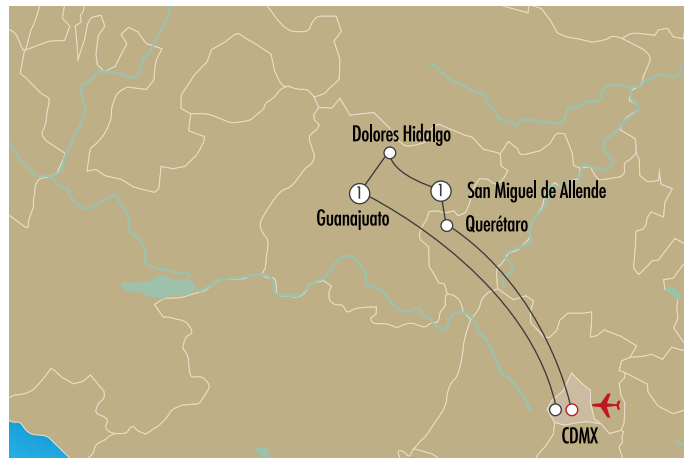 Dolores Hidalgo
1
1
San Miguel de Allende
Guanajuato
Querétaro
CDMX